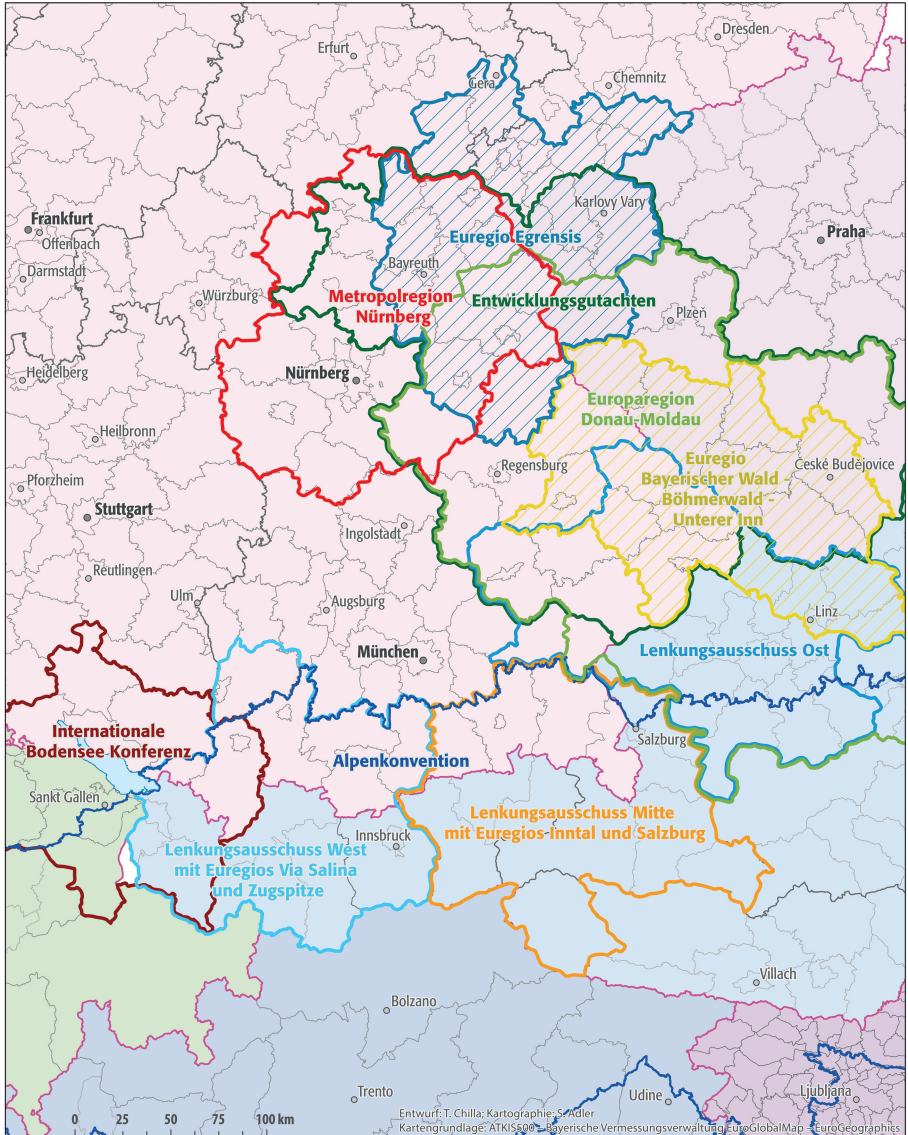 Dresden
Erfurt
Gera
Chemnitz
Karlovy Vary
Frankfurt
Offenbach
Praha
Euregio Egrensis
Darmstadt
Bayreuth
Würzburg
Metropolregion
Nürnberg
Entwicklungsgutachten
Plzeň
Heidelberg
Nürnberg
Europaregion
Donau-Moldau
Heilbronn
Regensburg
Euregio
Bayerischer Wald -
Böhmerwald -
Unterer Inn
České Budějovice
Pforzheim
Stuttgart
Ingolstadt
Reutlingen
Ulm
Augsburg
Linz
München
Lenkungsausschuss Ost
Internationale
Bodensee Konferenz
Salzburg
Alpenkonvention
Sankt Gallen
Lenkungsausschuss Mitte
mit Euregios Inntal und Salzburg
Innsbruck
Lenkungsausschuss West
mit Euregios Via Salina
und Zugspitze
Villach
Bolzano
Trento
Udine
Ljubljana
0 25 50 75 100 km
Entwurf: T. Chilla; Kartographie: S. Adler
Kartengrundlage: ATKIS500 - Bayerische Vermessungsverwaltung EuroGlobalMap - EuroGeographics